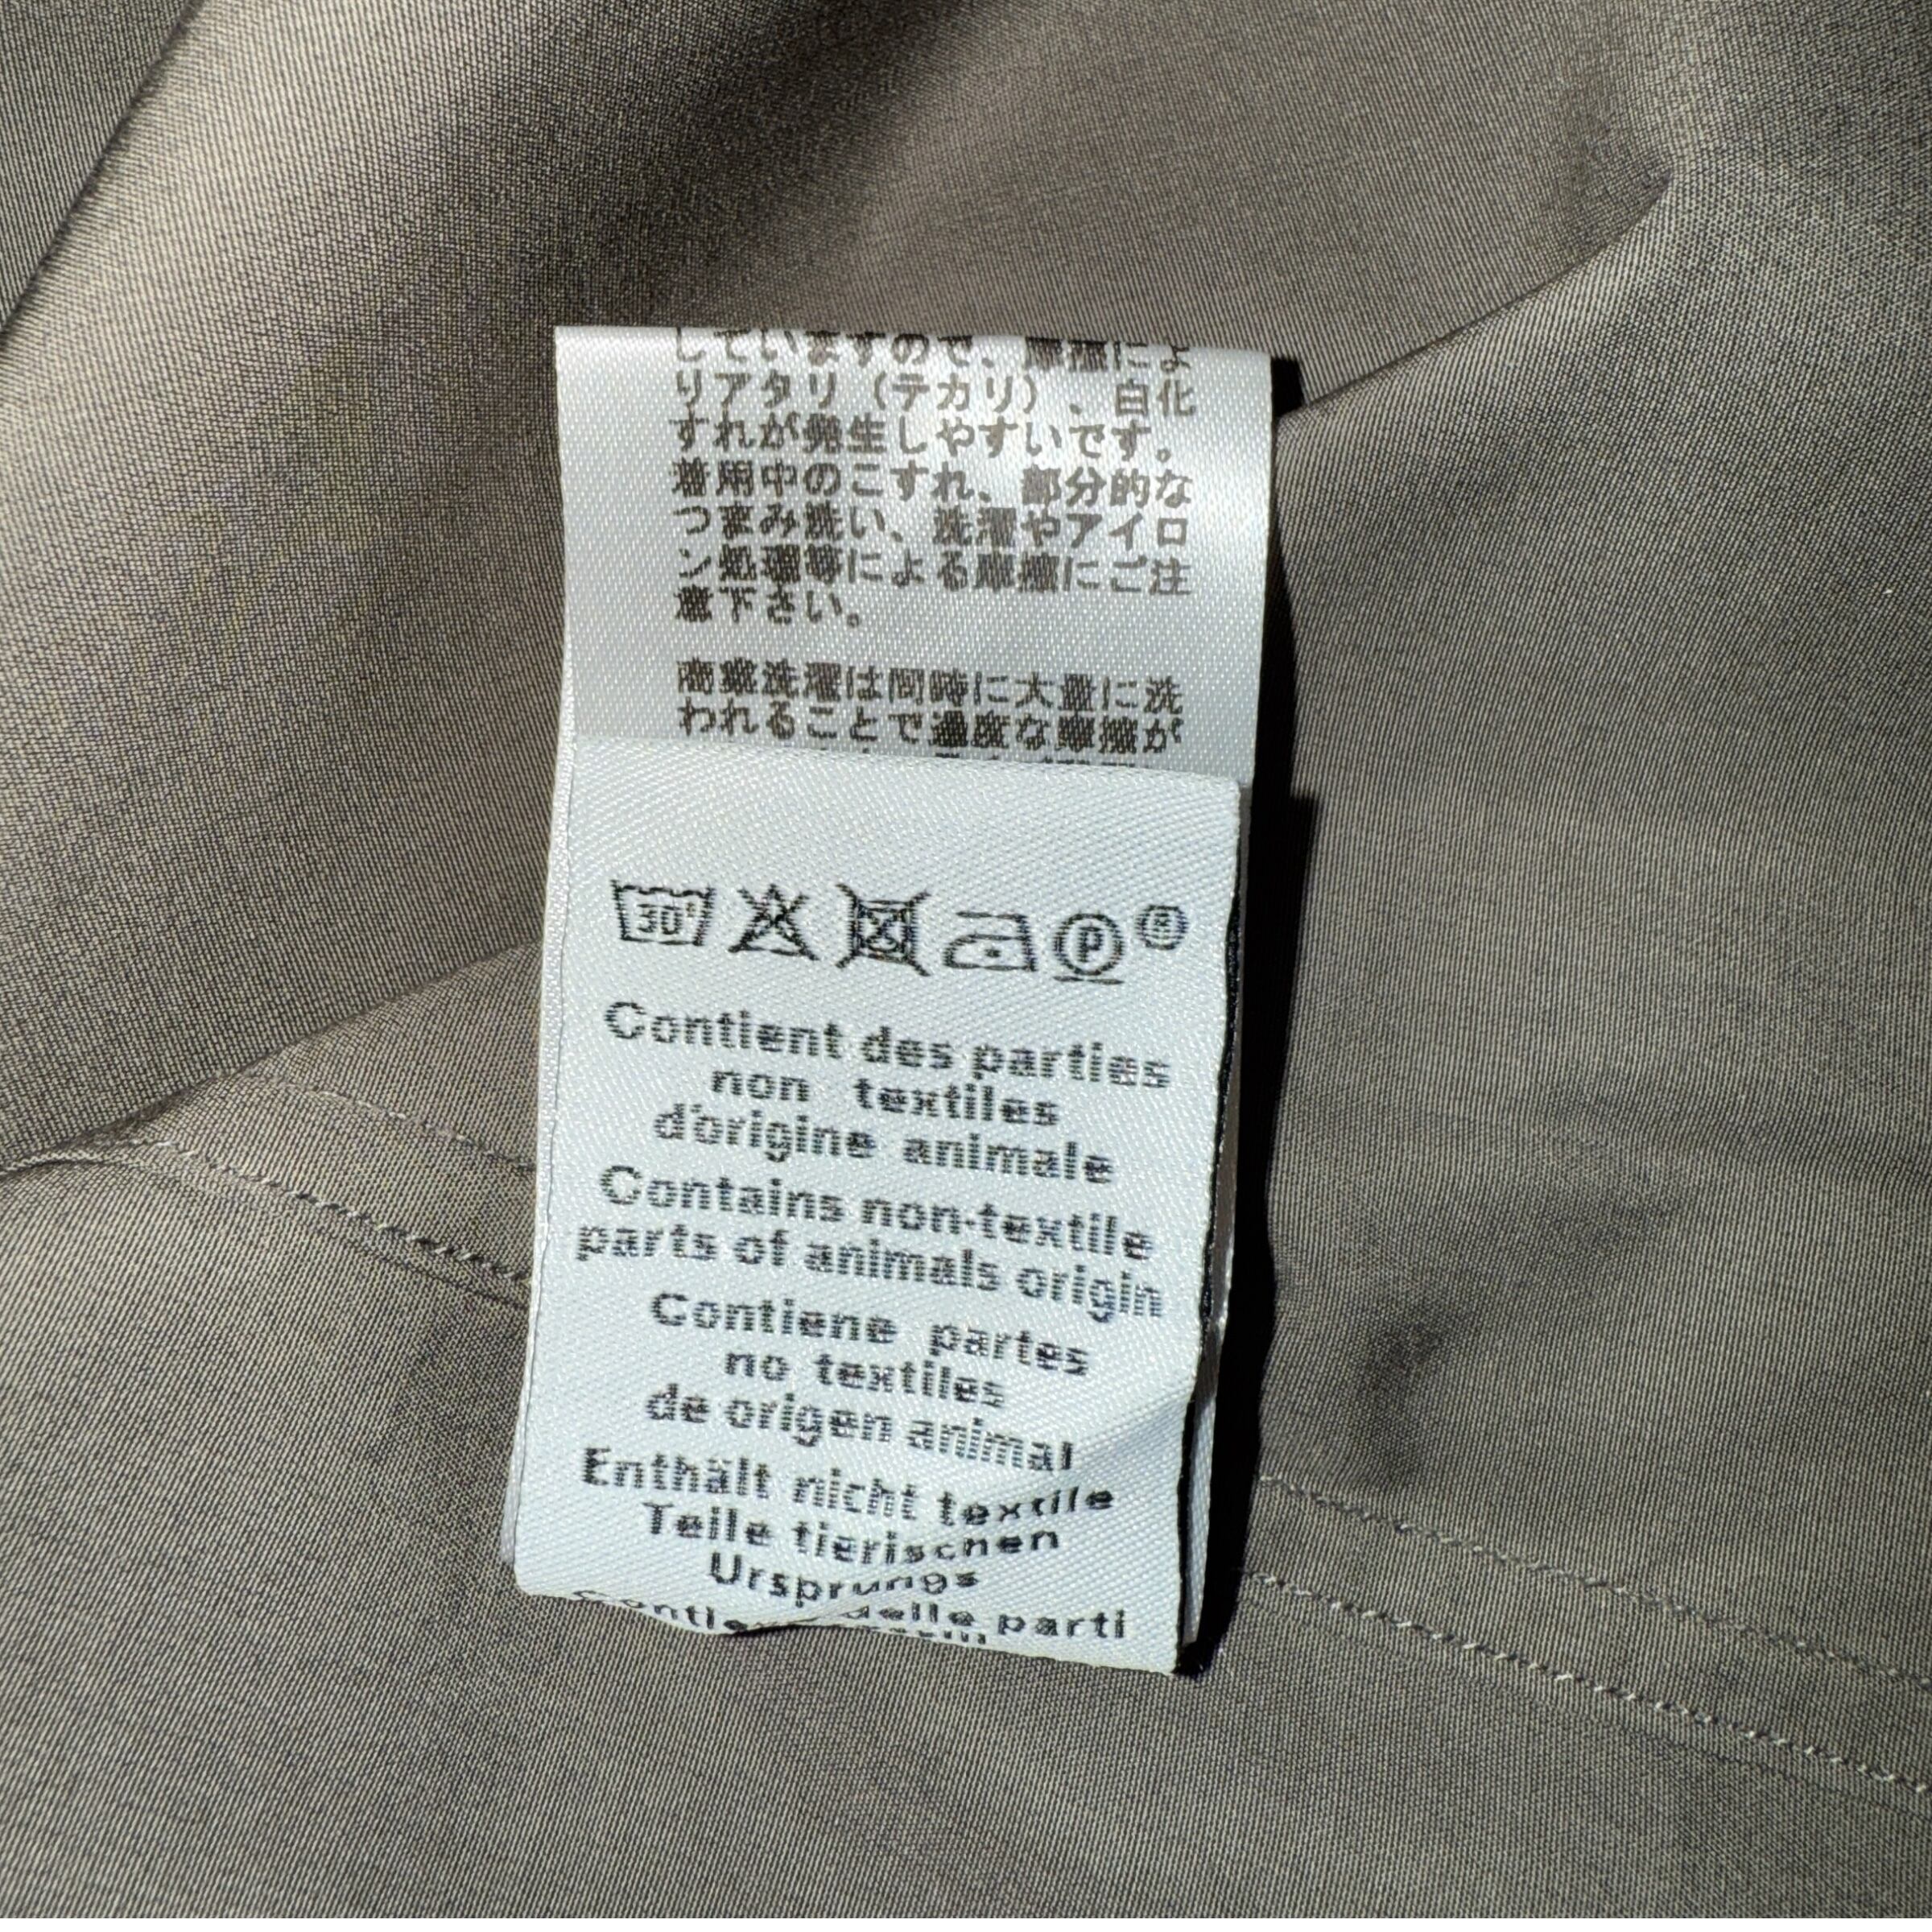 していますので、摩擦によ
りアタリ（テカリ）、白化
すれが発生しやすいです。
着用中のこすれ、部分的な
つまみ洗い、洗濯やアイロ
ン処理等による摩擦にご注
意下さい。
商業洗濯は同時に大量に洗
われることで過度な摩擦が
30°
P ®
Contient des parties
non textiles
d'origine animale
Contains non-textile
parts of animals origin
Contiene partes
no textiles
de origen animal
Enthält nicht textile
Teile tierischen
Ursprungs
delle parti